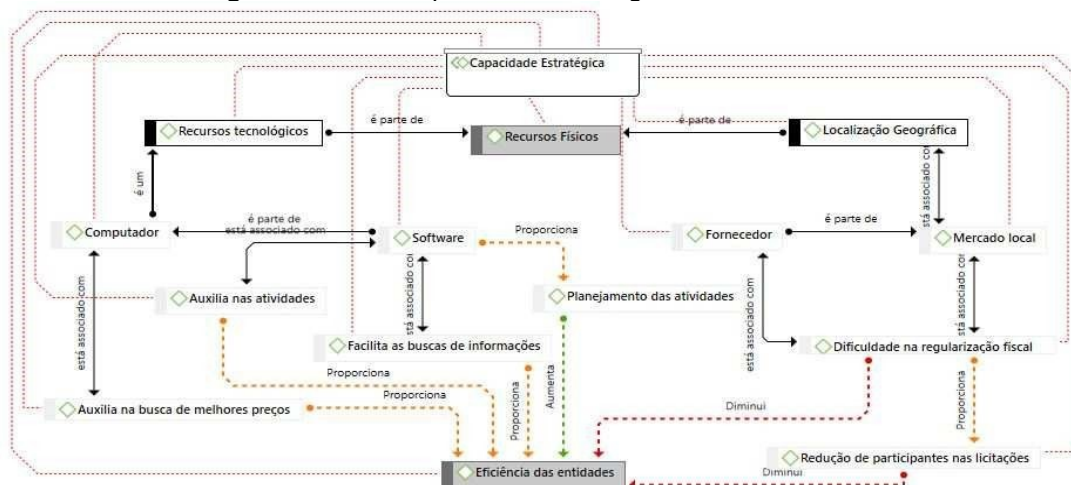 Capacidade Estratégica
é parte de
é parte de
Recursos tecnológicos
Recursos Físicos
Localização Geográfica
é um
está associado com
é parte de
está associado com
Proporciona
é parte de
Computador
Software
Fornecedor
Mercado local
está associado com
stá associado com
está associado com
stá associado com
Auxilia nas atividades
Planejamento das atividades
Facilita as buscas de informações
Dificuldade na regularização fiscal
Proporciona
Proporciona
Proporciona
Aumenta
Proporciona
Auxilia na busca de melhores preços
Diminui
Redução de participantes nas licitações
Eficiência das entidades
Diminui